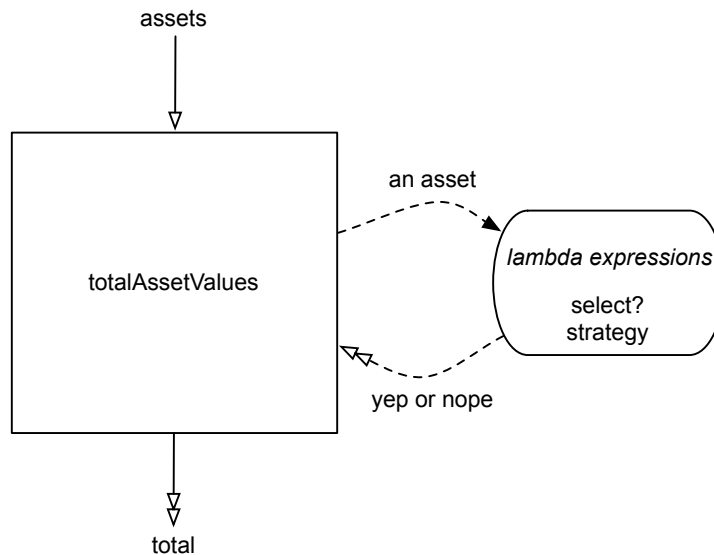 assets
an asset
totalAssetValues
lambda expressions
select?
strategy
yep or nope
total